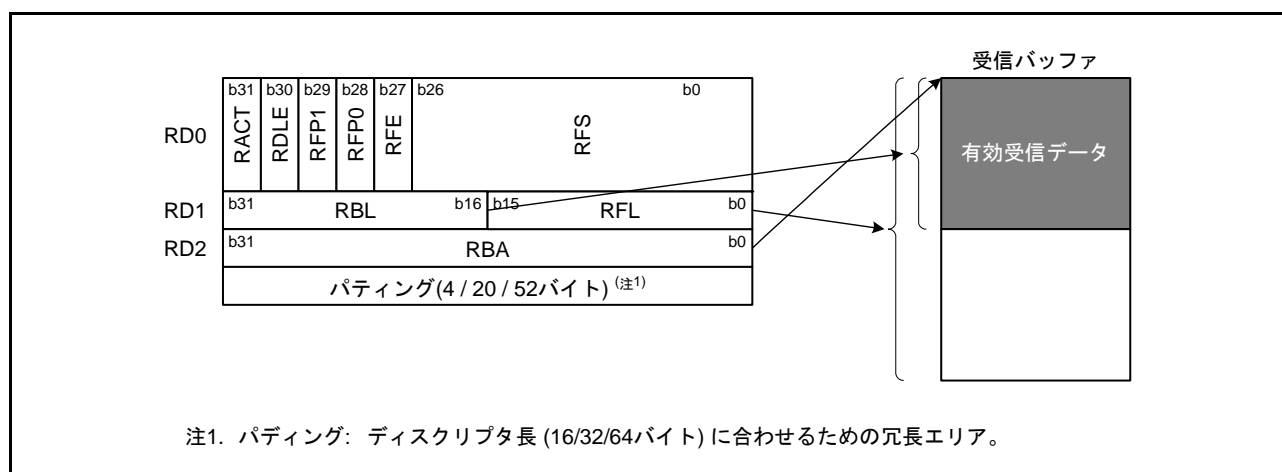 受信バッファ
b31 b30 b29 b28 b27 b26 b0
RD0 RACT RDLE RFP1 RFP0 RFE RFS
有効受信データ
RD1 b31 RBL b16 b15 RFL b0
RD2 b31 RBA b0
パティング(4 / 20 / 52バイト) (注1)
注1. パディング: ディスクリプタ長 (16/32/64バイト) に合わせるための冗長エリア。